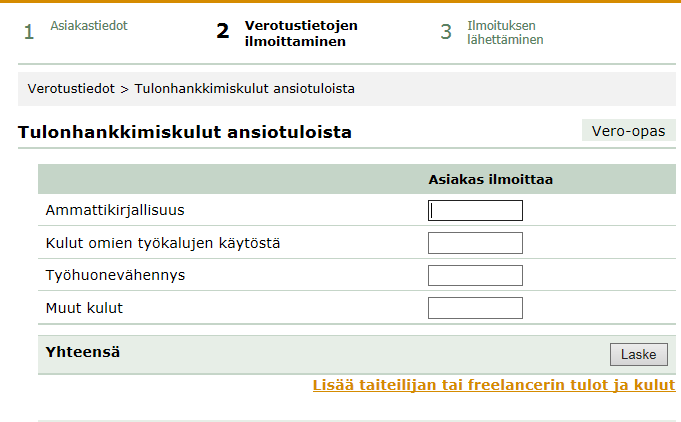 1 Asiakastiedot
2 Verotustietojen
ilmoittaminen
3 Ilmoituksen
lähettäminen
Verotustiedot > Tulonhankkimiskulut ansiotuloista
Tulonhankkimiskulut ansiotuloista
Vero-opas
Asiakas ilmoittaa
Ammattikirjallisuus
Kulut omien työkalujen käytöstä
Työhuonevähennys
Muut kulut
Yhteensä
Laske
Lisää taiteilijan tai freelancerin tulot ja kulut